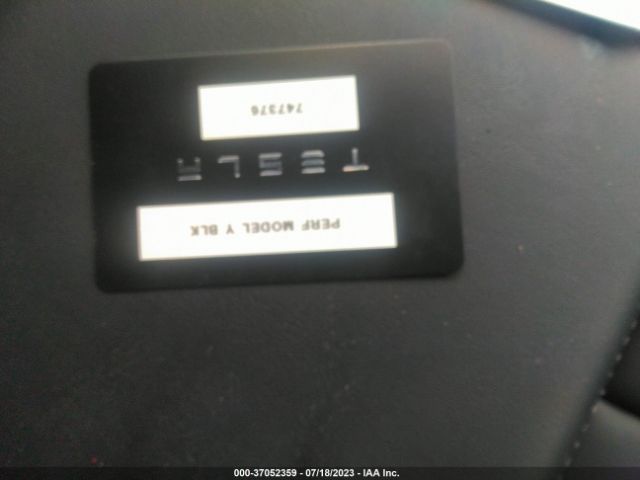 PERF MODEL Y BLK
TESLA
747376
000-37052359 - 07/18/2023 - IAA Inc.